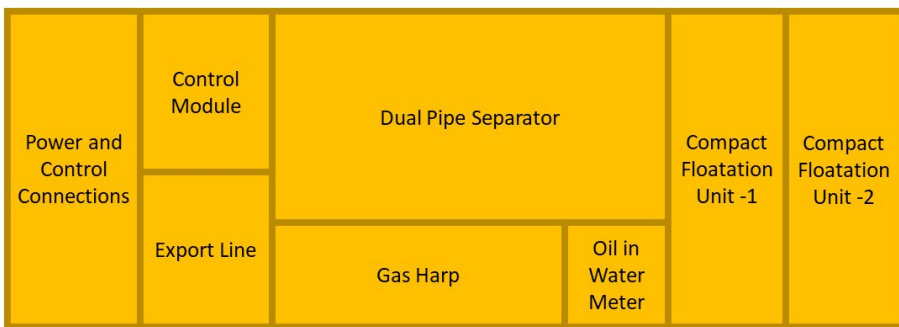 Power and
Control
Connections
Control
Module
Export Line
Dual Pipe Separator
Gas Harp
Oil in
Water
Meter
Compact
Floatation
Unit -1
Compact
Floatation
Unit -2